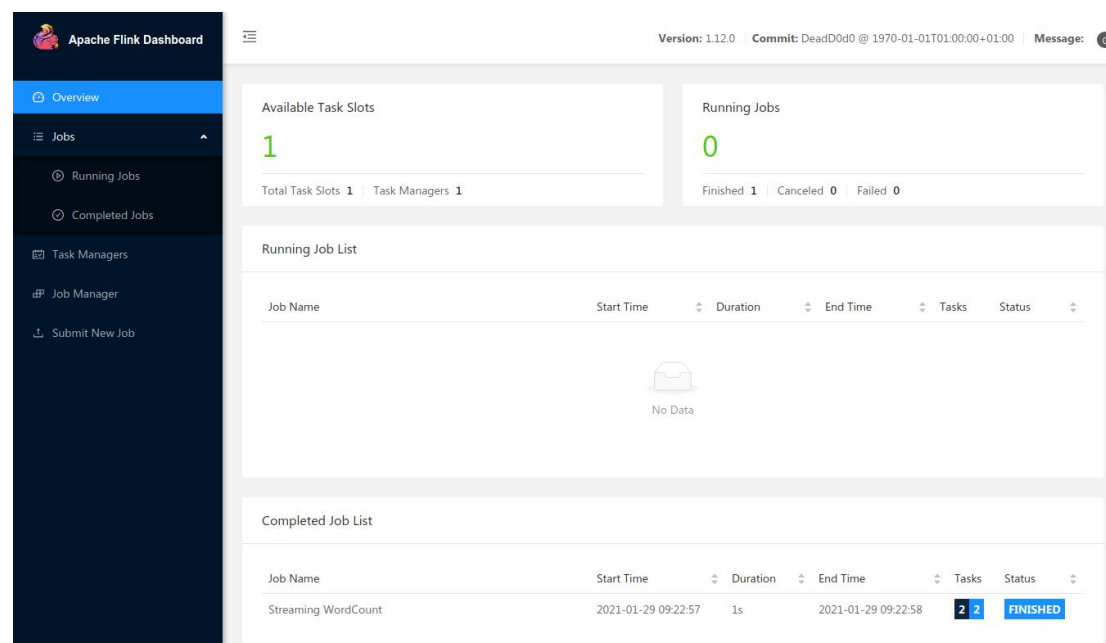 Apache Flink Dashboard
Version: 1.12.0 Commit: DeadD0d0 @ 1970-01-01T01:00:00+01:00 Message:
Overview
Jobs
Running Jobs
Completed Jobs
Task Managers
Job Manager
Submit New Job
Available Task Slots
1
Total Task Slots 1 Task Managers 1
Running Jobs
0
Finished 1 Canceled 0 Failed 0
Running Job List
Job Name Start Time Duration End Time Tasks Status
No Data
Completed Job List
Job Name Start Time Duration End Time Tasks Status
Streaming WordCount 2021-01-29 09:22:57 1s 2021-01-29 09:22:58 2 2 FINISHED